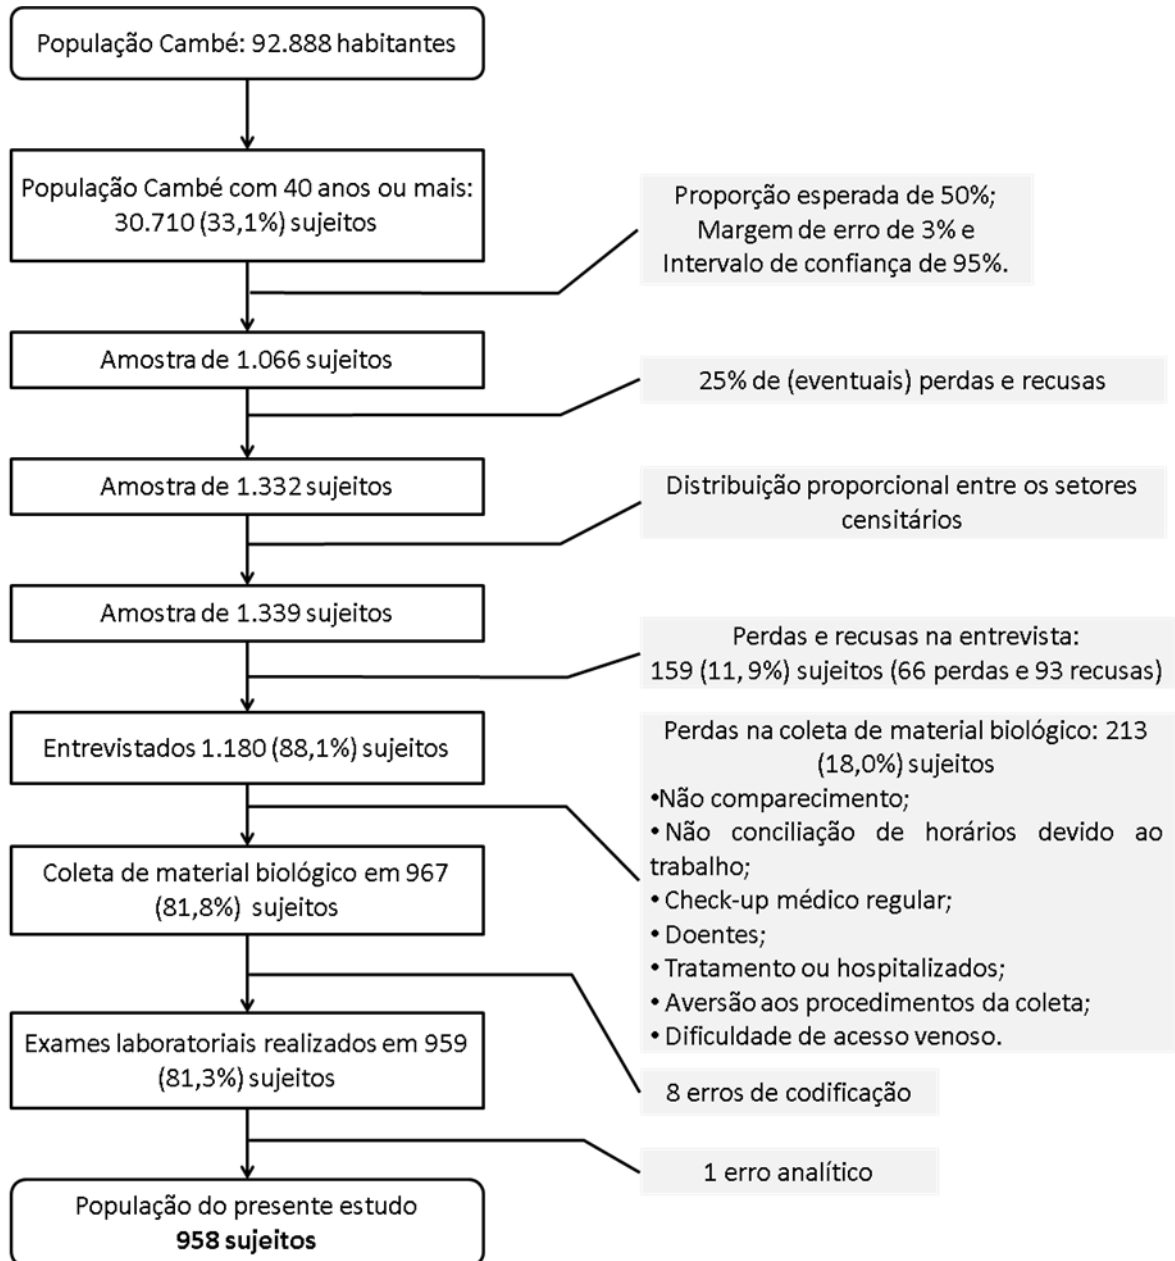 População Cambé: 92.888 habitantes
População Cambé com 40 anos ou mais:
30.710 (33,1%) sujeitos
Proporção esperada de 50%;
Margem de erro de 3% e
Intervalo de confiança de 95%.
Amostra de 1.066 sujeitos
25% de (eventuais) perdas e recusas
Amostra de 1.332 sujeitos
Distribuição proporcional entre os setores
censitários
Amostra de 1.339 sujeitos
Perdas e recusas na entrevista:
159 (11, 9%) sujeitos (66 perdas e 93 recusas)
Entrevistados 1.180 (88,1%) sujeitos
Perdas na coleta de material biológico: 213
(18,0%) sujeitos
•Não comparecimento;
•Não conciliação de horários devido ao
trabalho;
• Check-up médico regular;
• Doentes;
• Tratamento ou hospitalizados;
• Aversão aos procedimentos da coleta;
• Dificuldade de acesso venoso.
Coleta de material biológico em 967
(81,8%) sujeitos
8 erros de codificação
Exames laboratoriais realizados em 959
(81,3%) sujeitos
1 erro analítico
População do presente estudo
958 sujeitos